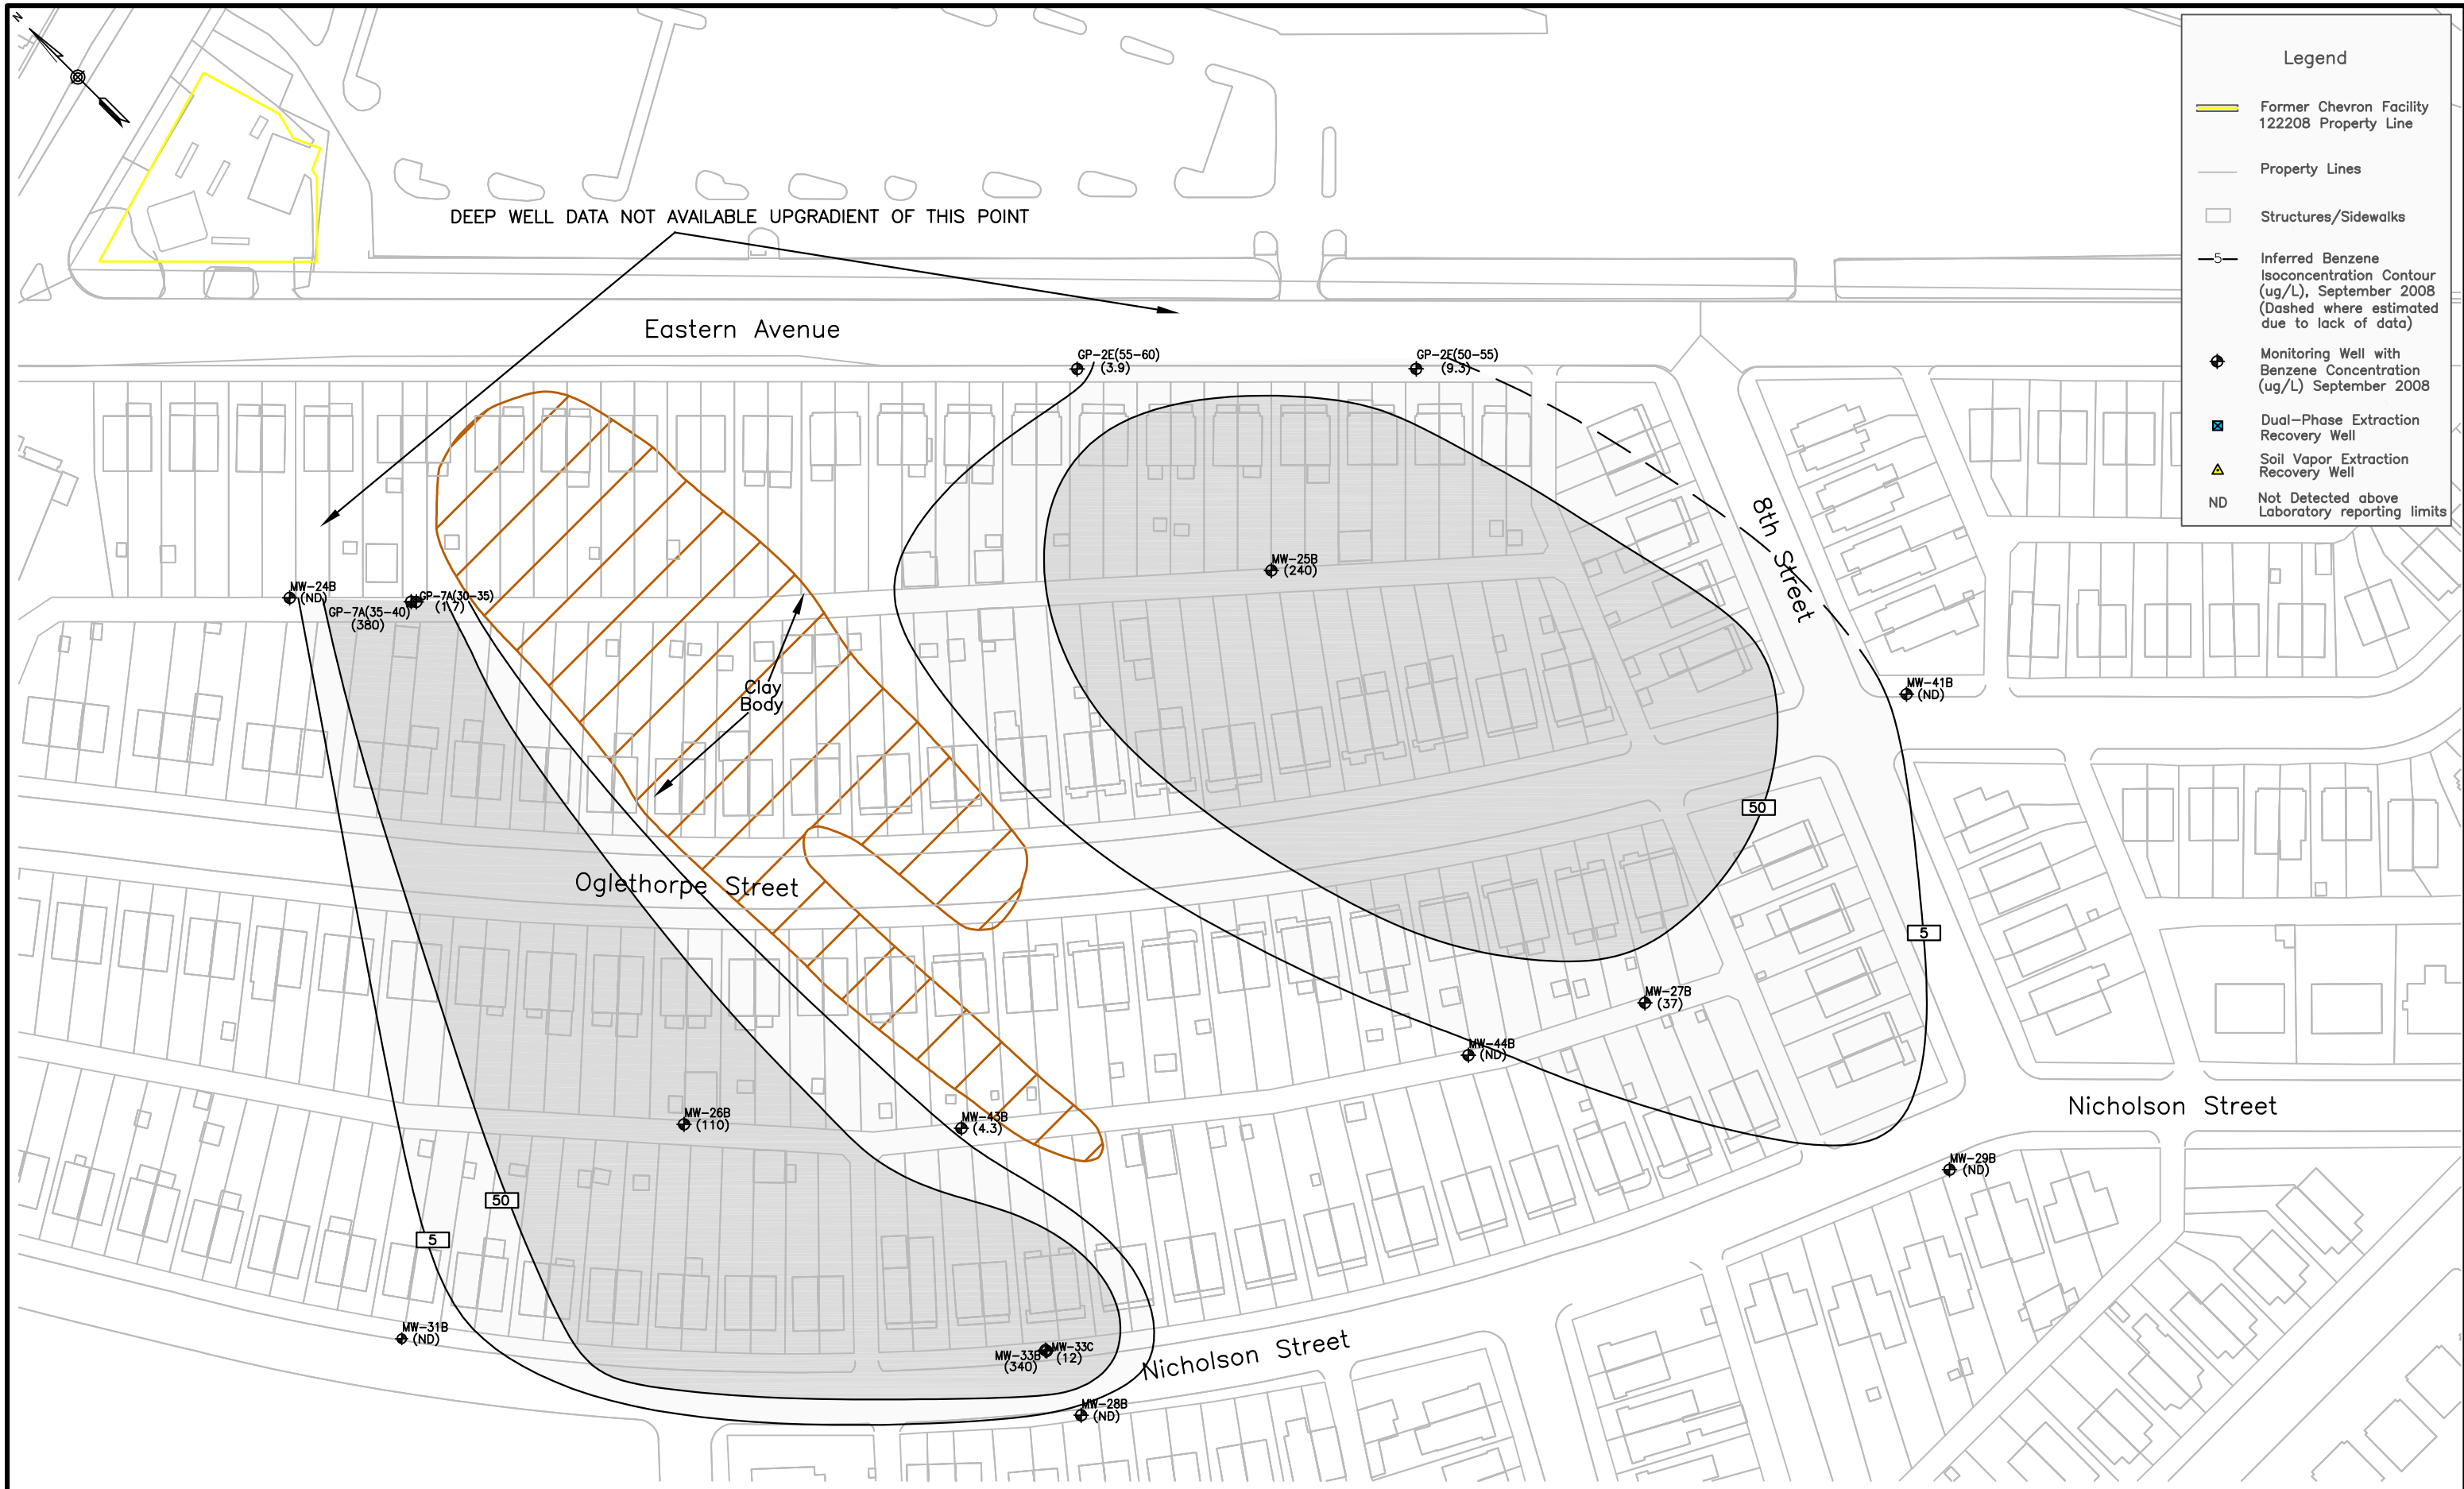 N
Legend
Former Chevron Facility
122208 Property Line
Property Lines
Structures/Sidewalks
5
Inferred Benzene
Isoconcentration Contour
(ug/L), September 2008
(Dashed where estimated
due to lack of data)
Monitoring Well with
Benzene Concentration
(ug/L) September 2008
Dual-Phase Extraction
Recovery Well
Soil Vapor Extraction
Recovery Well
ND
Not Detected above
Laboratory reporting limits
DEEP WELL DATA NOT AVAILABLE UPGRADIENT OF THIS POINT
Eastern Avenue
GP-2E(55-60)
(3.9)
GP-2E(50-55)
(9.3)
8th Street
MW-25B
(240)
MW-24B
(ND)
GP-7A(30-35)
(1.7)
GP-7A(35-40)
(380)
Clay
Body
MW-41B
(ND)
50
Oglethorpe Street
5
MW-27B
(37)
MW-44B
(ND)
MW-26B
(110)
MW-43B
(4.3)
Nicholson Street
MW-29B
(ND)
50
5
MW-31B
(ND)
MW-33B
(340)
MW-33C
(12)
Nicholson Street
MW-28B
(ND)